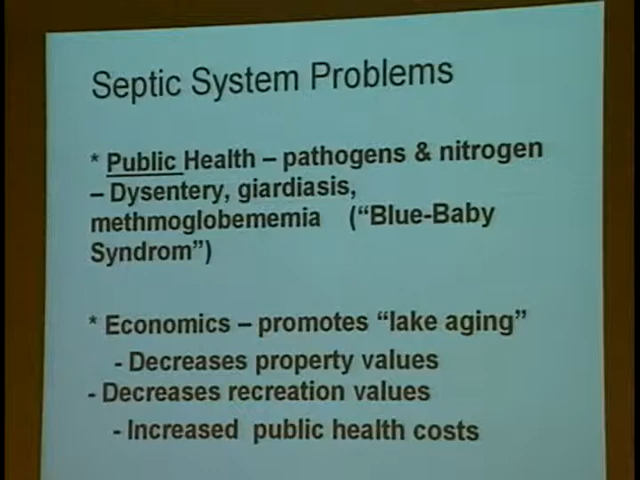 Septic System Problems
* Public Health – pathogens & nitrogen
– Dysentery, giardiasis,
methmoglobememia (“Blue-Baby
Syndrom”)
* Economics – promotes “lake aging”
- Decreases property values
- Decreases recreation values
- Increased public health costs